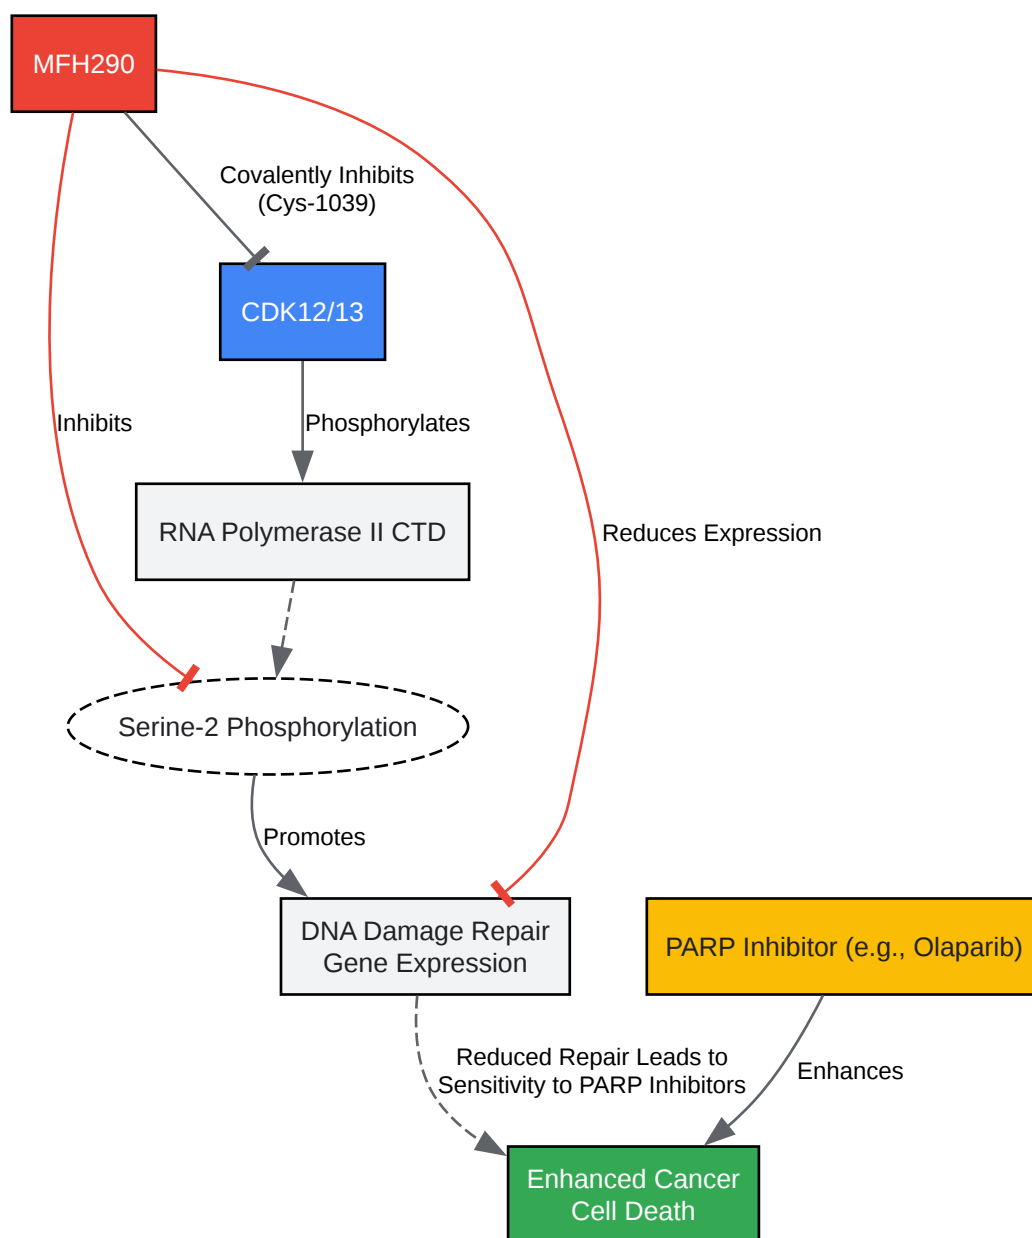 MFH290
Covalently Inhibits
(Cys-1039)
CDK12/13
Inhibits
Phosphorylates
RNA Polymerase II CTD
Reduces Expression
Serine-2 Phosphorylation
Promotes
DNA Damage Repair
Gene Expression
PARP Inhibitor (e.g., Olaparib)
Reduced Repair Leads to
Sensitivity to PARP Inhibitors
Enhances
Enhanced Cancer
Cell Death